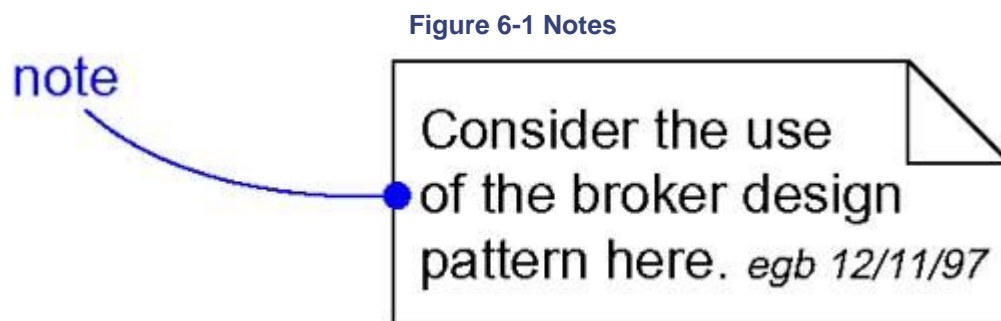 Figure 6-1 Notes
note
Consider the use
of the broker design
pattern here. egb 12/11/97